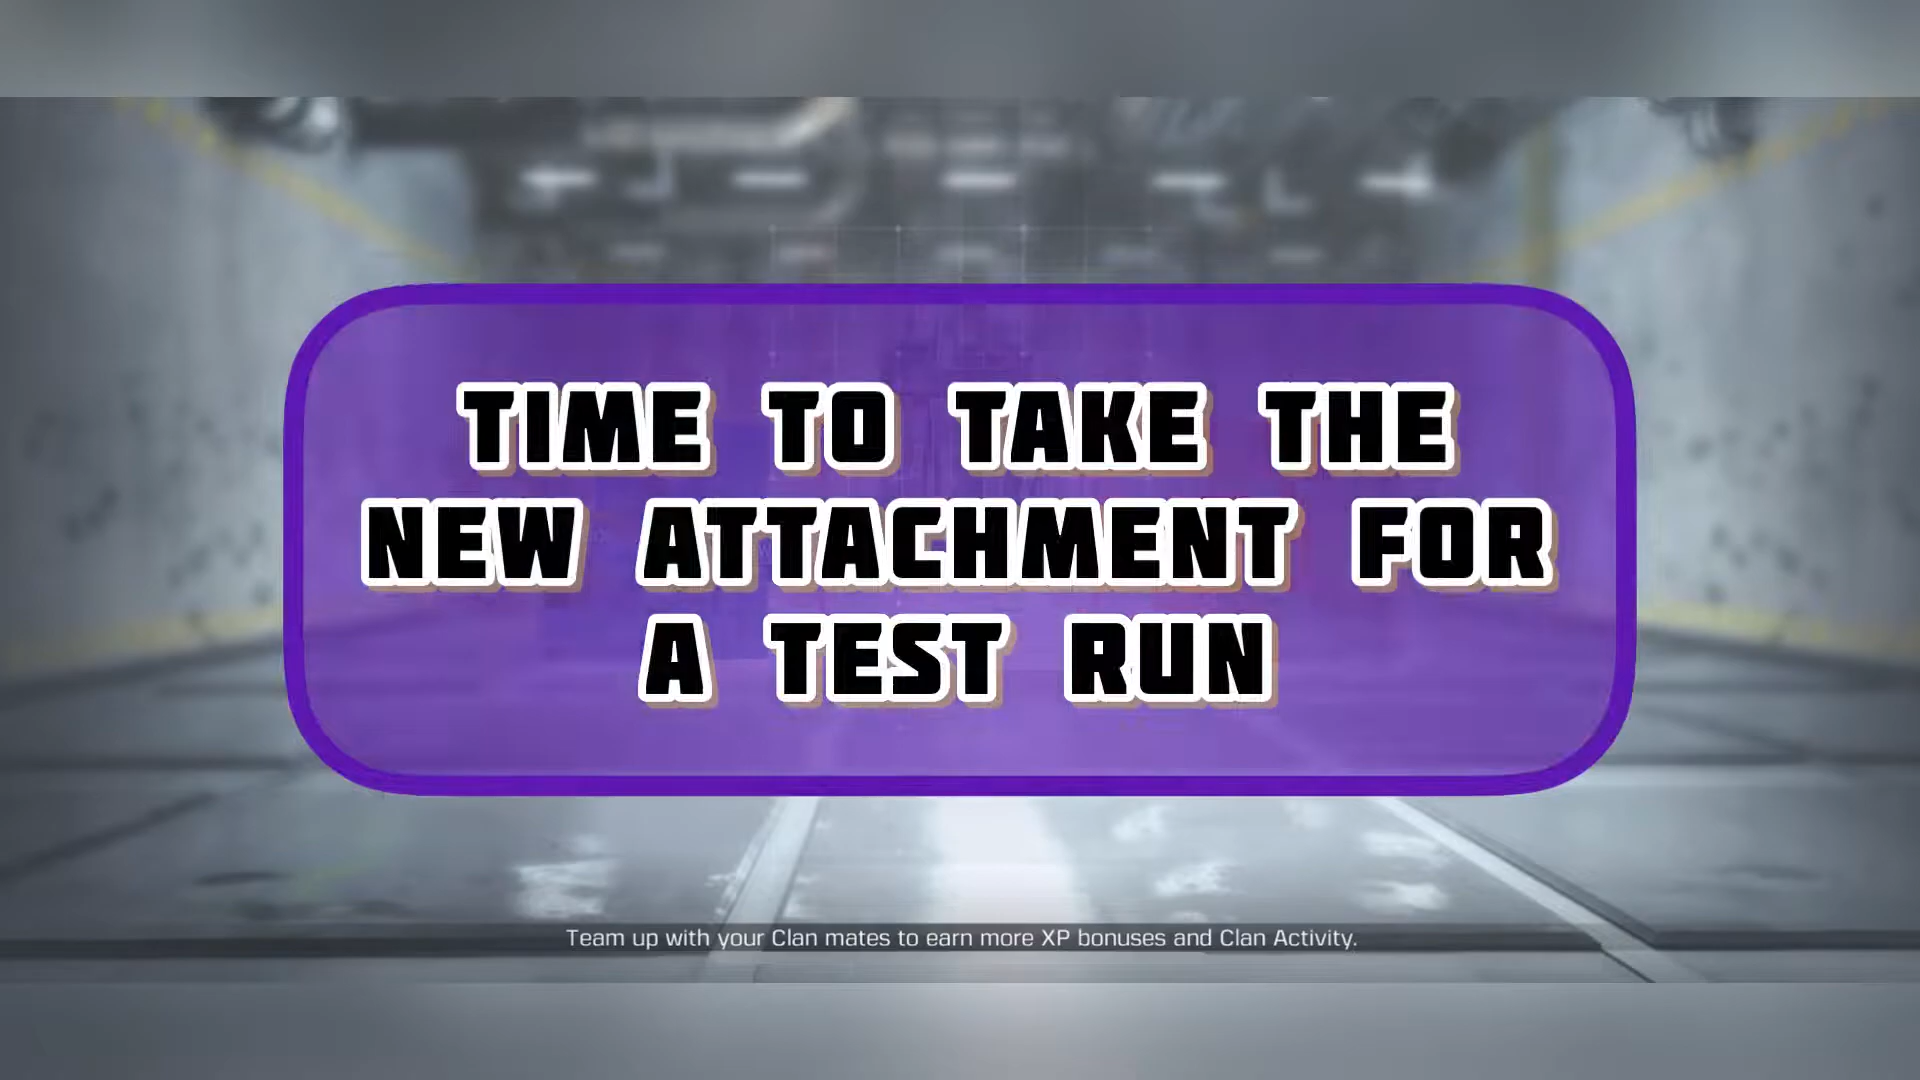 TIME TO TAKE THE
NEW ATTACHMENT FOR
A TEST RUN
Team up with your Clan mates to earn more XP bonuses and Clan Activity.